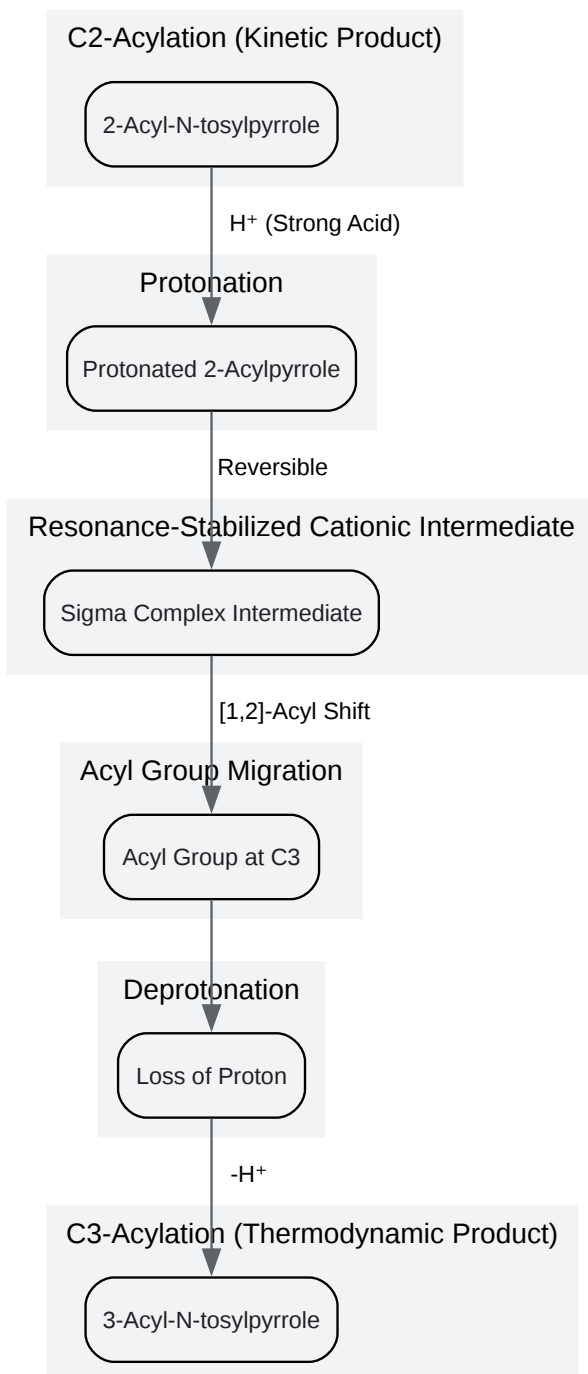 C2-Acylation (Kinetic Product)
2-Acyl-N-tosylpyrrole
H⁺ (Strong Acid)
Protonation
Protonated 2-Acylpyrrole
Reversible
Resonance-Stabilized Cationic Intermediate
Sigma Complex Intermediate
[1,2]-Acyl Shift
Acyl Group Migration
Acyl Group at C3
Deprotonation
Loss of Proton
-H⁺
C3-Acylation (Thermodynamic Product)
3-Acyl-N-tosylpyrrole